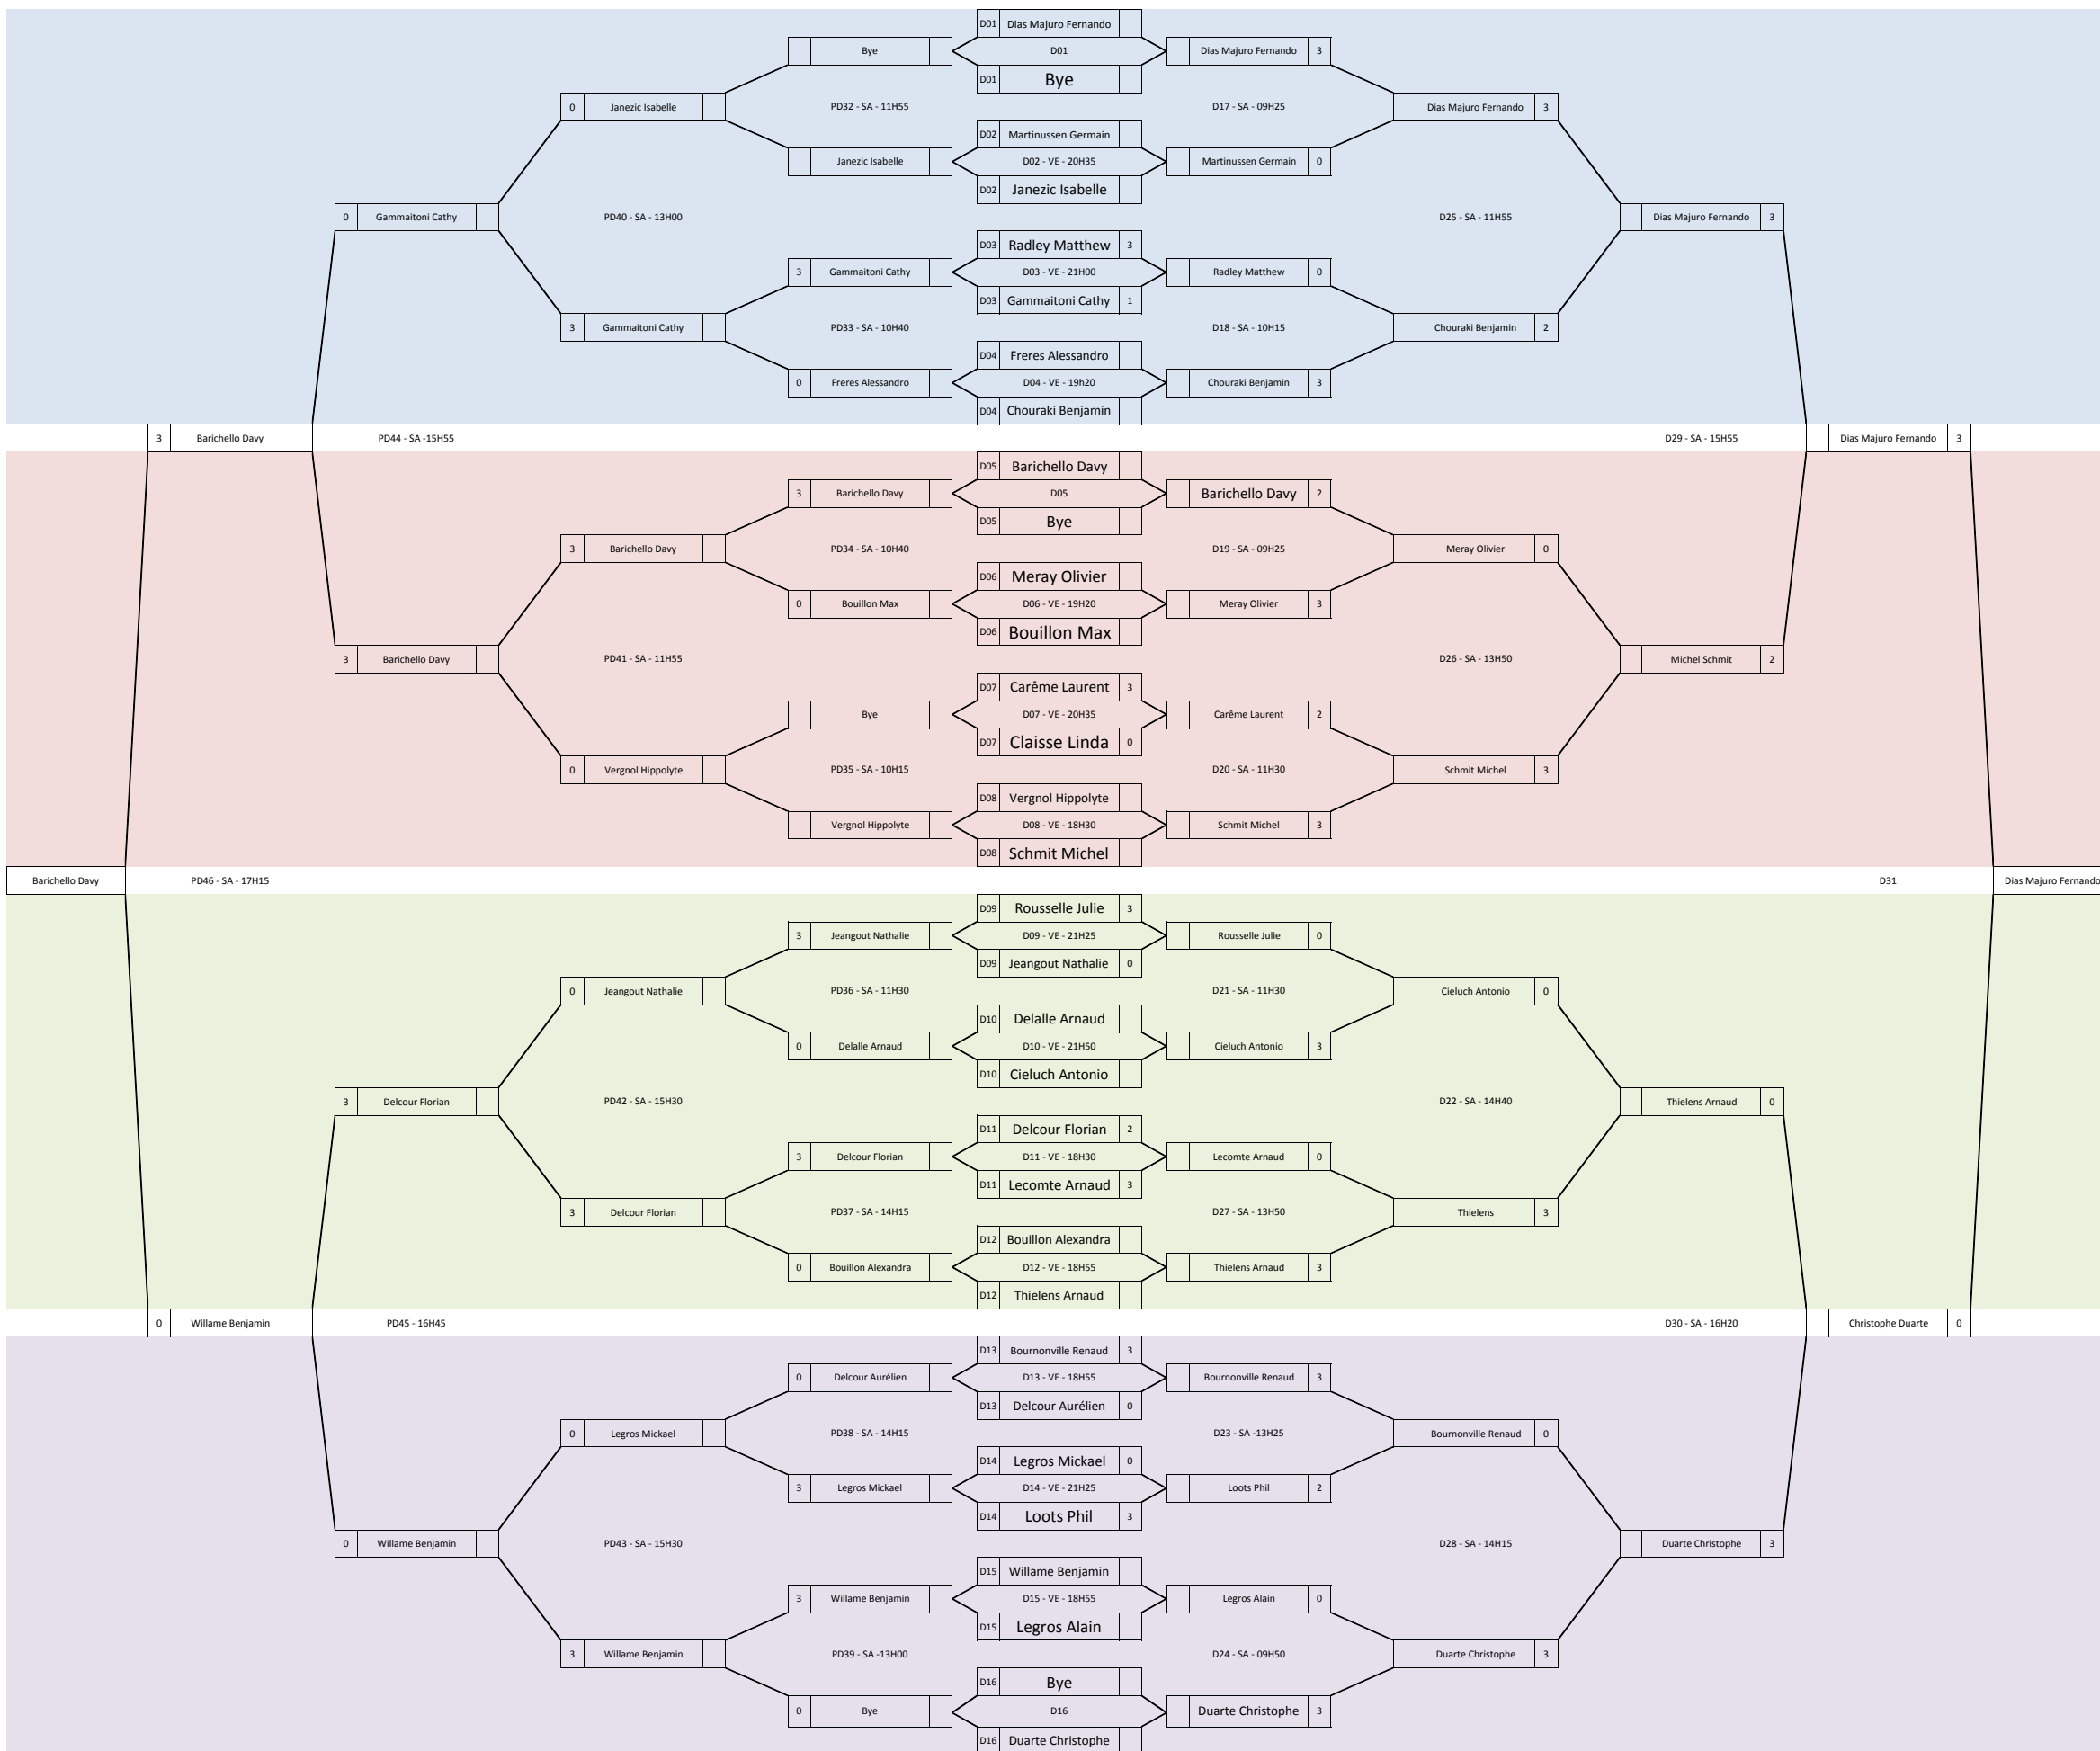 D01 Dias Majuro Fernando
Bye D01 Dias Majuro Fernando 3
D01 Bye
0 Janezic Isabelle PD32 - SA - 11H55 D17 - SA - 09H25 Dias Majuro Fernando 3
D02 Martinussen Germain
Janezic Isabelle D02 - VE - 20H35 Martinussen Germain 0
D02 Janezic Isabelle
0 Gammaitoni Cathy PD40 - SA - 13H00 D25 - SA - 11H55 Dias Majuro Fernando 3
D03 Radley Matthew 3
3 Gammaitoni Cathy D03 - VE - 21H00 Radley Matthew 0
D03 Gammaitoni Cathy 1
3 Gammaitoni Cathy PD33 - SA - 10H40 D18 - SA - 10H15 Chouraki Benjamin 2
D04 Freres Alessandro
0 Freres Alessandro D04 - VE - 19h20 Chouraki Benjamin 3
D04 Chouraki Benjamin
3 Barichello Davy PD44 - SA -15H55 D29 - SA - 15H55 Dias Majuro Fernando 3
D05 Barichello Davy
3 Barichello Davy D05 Barichello Davy 2
D05 Bye
3 Barichello Davy PD34 - SA - 10H40 D19 - SA - 09H25 Meray Olivier 0
D06 Meray Olivier
0 Bouillon Max D06 - VE - 19H20 Meray Olivier 3
D06 Bouillon Max
3 Barichello Davy PD41 - SA - 11H55 D26 - SA - 13H50 Michel Schmit 2
D07 Carême Laurent 3
Bye D07 - VE - 20H35 Carême Laurent 2
D07 Claisse Linda 0
0 Vergnol Hippolyte PD35 - SA - 10H15 D20 - SA - 11H30 Schmit Michel 3
D08 Vergnol Hippolyte
Vergnol Hippolyte D08 - VE - 18H30 Schmit Michel 3
D08 Schmit Michel
Barichello Davy PD46 - SA - 17H15 D31 Dias Majuro Fernando
D09 Rousselle Julie 3
3 Jeangout Nathalie D09 - VE - 21H25 Rousselle Julie 0
D09 Jeangout Nathalie 0
0 Jeangout Nathalie PD36 - SA - 11H30 D21 - SA - 11H30 Cieluch Antonio 0
D10 Delalle Arnaud
0 Delalle Arnaud D10 - VE - 21H50 Cieluch Antonio 3
D10 Cieluch Antonio
3 Delcour Florian PD42 - SA - 15H30 D22 - SA - 14H40 Thielens Arnaud 0
D11 Delcour Florian 2
3 Delcour Florian D11 - VE - 18H30 Lecomte Arnaud 0
D11 Lecomte Arnaud 3
3 Delcour Florian PD37 - SA - 14H15 D27 - SA - 13H50 Thielens 3
D12 Bouillon Alexandra
0 Bouillon Alexandra D12 - VE - 18H55 Thielens Arnaud 3
D12 Thielens Arnaud
0 Willame Benjamin PD45 - 16H45 D30 - SA - 16H20 Christophe Duarte 0
D13 Bournonville Renaud 3
0 Delcour Aurélien D13 - VE - 18H55 Bournonville Renaud 3
D13 Delcour Aurélien 0
0 Legros Mickael PD38 - SA - 14H15 D23 - SA -13H25 Bournonville Renaud 0
D14 Legros Mickael 0
3 Legros Mickael D14 - VE - 21H25 Loots Phil 2
D14 Loots Phil 3
0 Willame Benjamin PD43 - SA - 15H30 D28 - SA - 14H15 Duarte Christophe 3
D15 Willame Benjamin
3 Willame Benjamin D15 - VE - 18H55 Legros Alain 0
D15 Legros Alain
3 Willame Benjamin PD39 - SA -13H00 D24 - SA - 09H50 Duarte Christophe 3
D16 Bye
0 Bye D16 Duarte Christophe 3
D16 Duarte Christophe